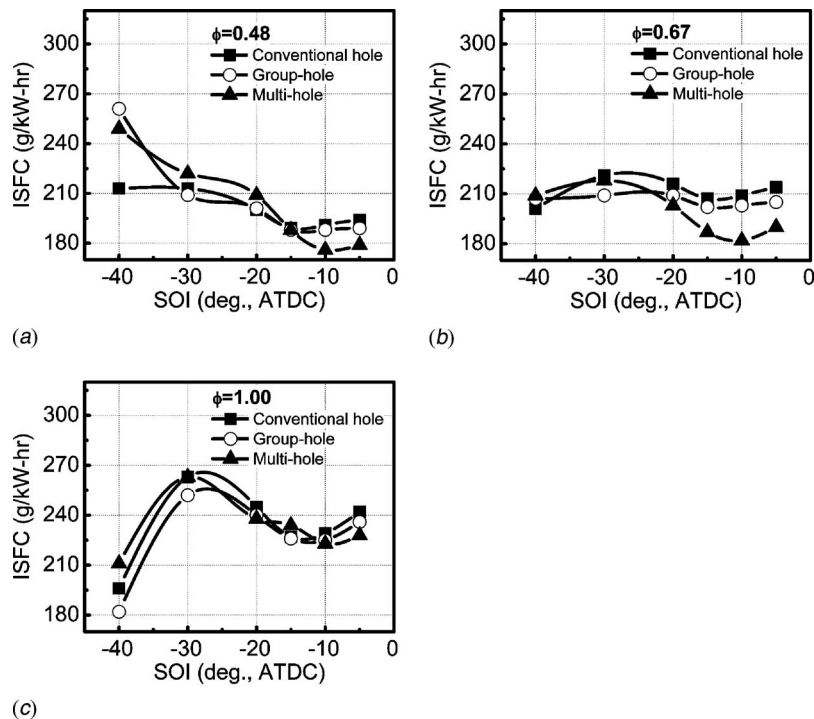 ϕ=0.48
Conventional hole
Group-hole
Multi-hole
300
270
240
210
180
ISFC (g/kW-hr)
-40 -30 -20 -10 0
SOI (deg., ATDC)
(a)
ϕ=0.67
Conventional hole
Group-hole
Multi-hole
300
270
240
210
180
ISFC (g/kW-hr)
-40 -30 -20 -10 0
SOI (deg., ATDC)
(b)
ϕ=1.00
Conventional hole
Group-hole
Multi-hole
300
270
240
210
180
ISFC (g/kW-hr)
-40 -30 -20 -10 0
SOI (deg., ATDC)
(c)